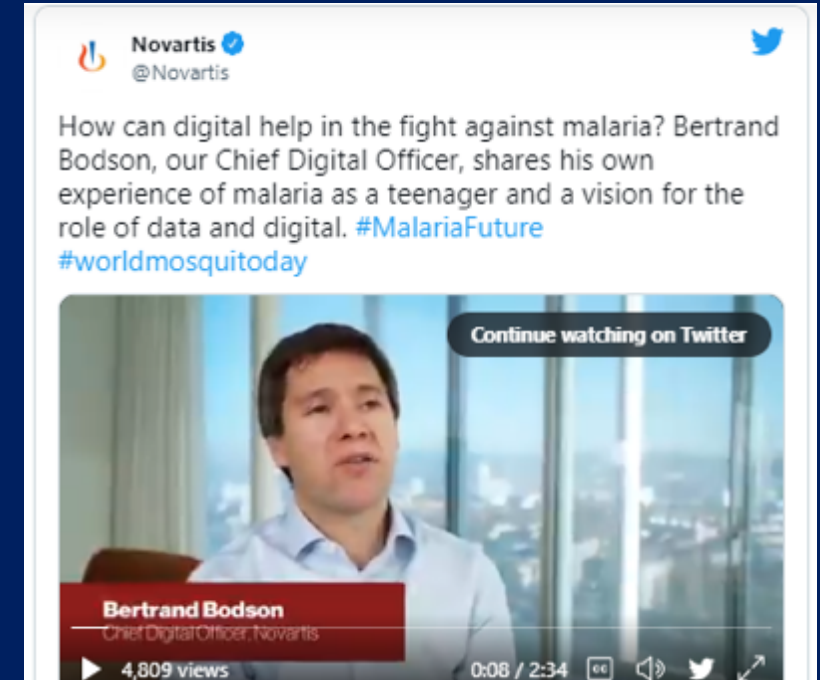 Novartis
@Novartis
How can digital help in the fight against malaria? Bertrand
Bodson, our Chief Digital Officer, shares his own
experience of malaria as a teenager and a vision for the
role of data and digital. #MalariaFuture
#worldmosquitoday
Continue watching on Twitter
Bertrand Bodson
Chief Digital Officer, Novartis
4,809 views
0:08 / 2:34
cc